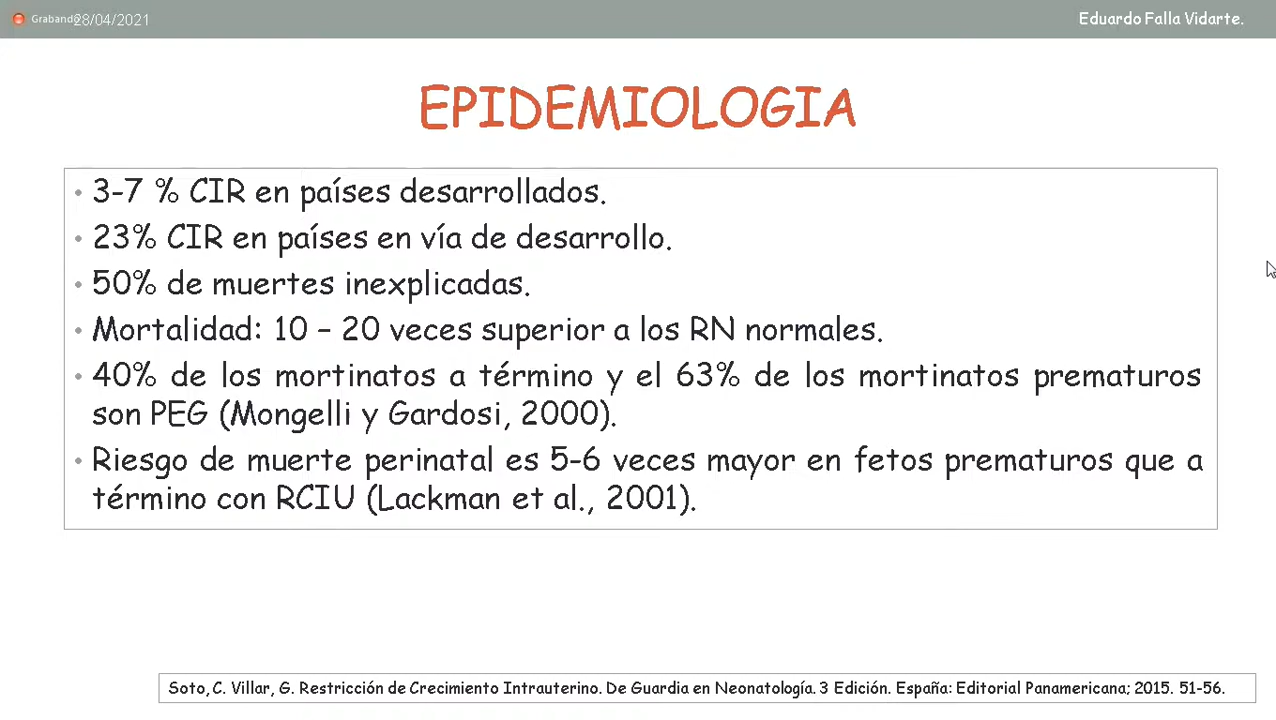 Grabando
28/04/2021
Eduardo Falla Vidarte.
EPIDEMIOLOGIA
• 3-7 % CIR en países desarrollados.
• 23% CIR en países en vía de desarrollo.
• 50% de muertes inexplicadas.
• Mortalidad: 10 – 20 veces superior a los RN normales.
• 40% de los mortinatos a término y el 63% de los mortinatos prematuros
son PEG (Mongelli y Gardosi, 2000).
• Riesgo de muerte perinatal es 5-6 veces mayor en fetos prematuros que a
término con RCIU (Lackman et al., 2001).
Soto, C. Villar, G. Restricción de Crecimiento Intrauterino. De Guardia en Neonatología. 3 Edición. España: Editorial Panamericana; 2015. 51-56.